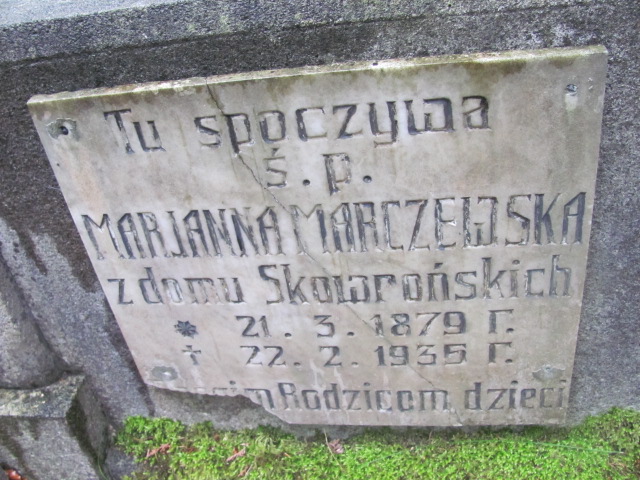 Tu spoczywa
ś. p.
MARJANNA MARCZEWSKA
z domu Skowrońskich
* 21. 3. 1879 r.
+ 22. 2. 1935 r.
Rodzicom dzieci